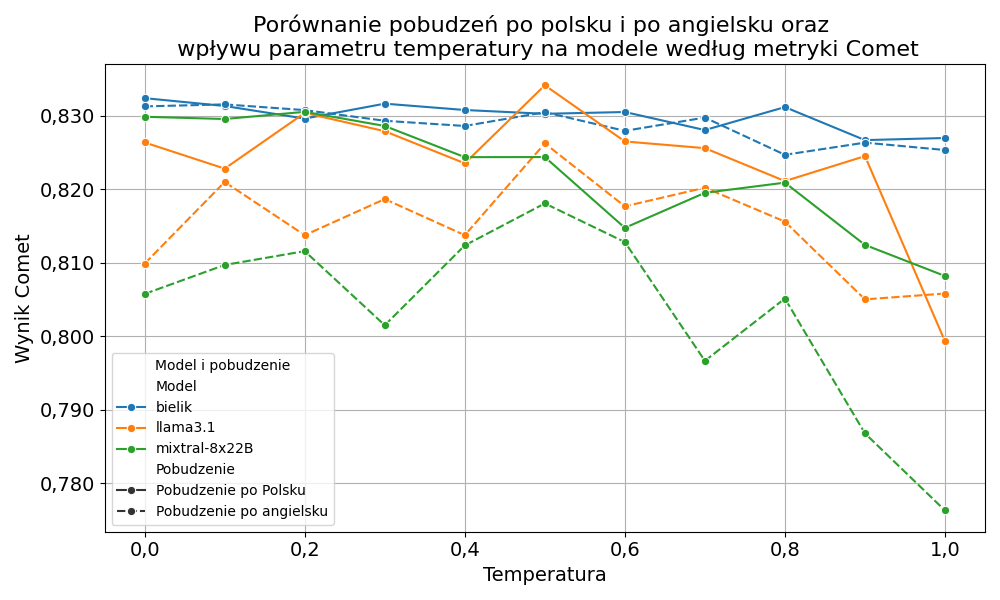 Porównanie pobudzeń po polsku i po angielsku oraz
wpływu parametru temperatury na modele według metryki Comet
Wynik Comet
0,830
0,820
0,810
0,800
0,790
0,780
Model i pobudzenie
Model
bielik
llama3.1
mixtral-8x22B
Pobudzenie
Pobudzenie po Polsku
Pobudzenie po angielsku
0,0 0,2 0,4 0,6 0,8 1,0
Temperatura